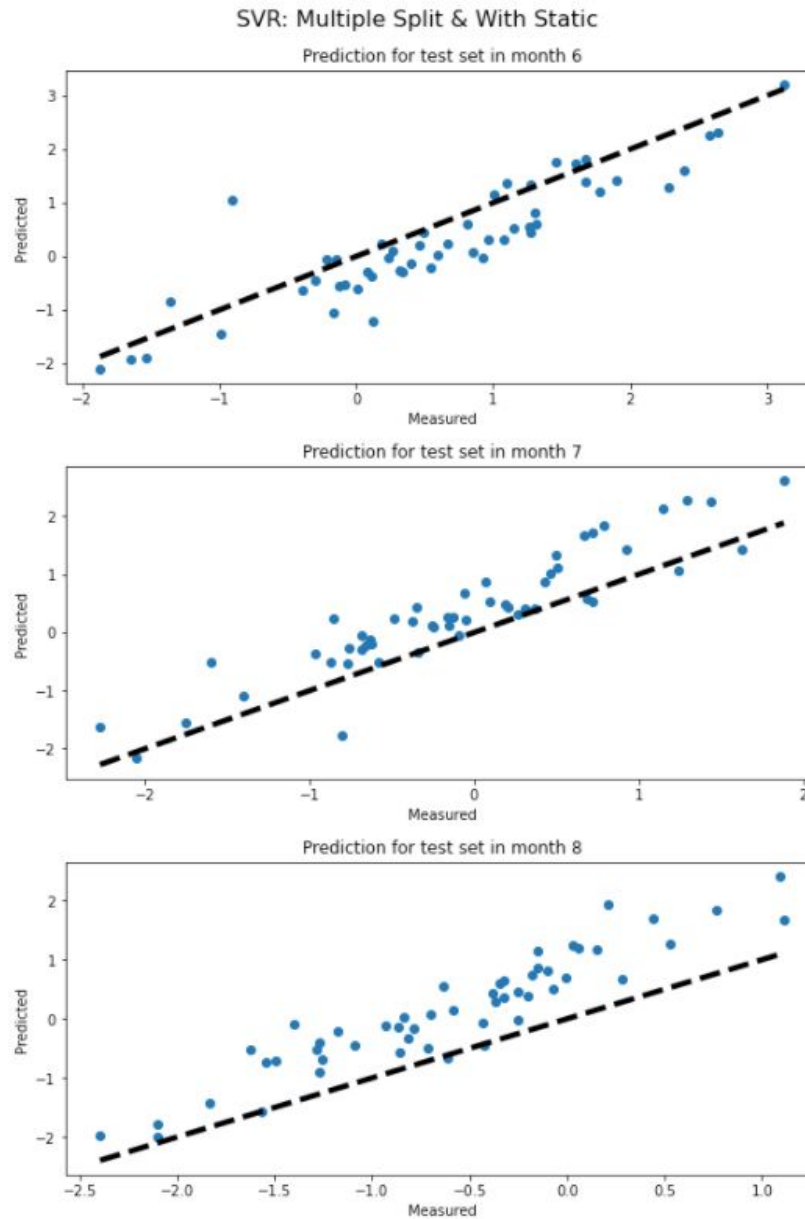 SVR: Multiple Split & With Static
Prediction for test set in month 6
3
2
1
0
−1
−2
Predicted
−2 −1 0 1 2 3
Measured
Prediction for test set in month 7
2
1
0
−1
−2
Predicted
−2 −1 0 1 2
Measured
Prediction for test set in month 8
2
1
0
−1
−2
Predicted
−2.5 −2.0 −1.5 −1.0 −0.5 0.0 0.5 1.0
Measured